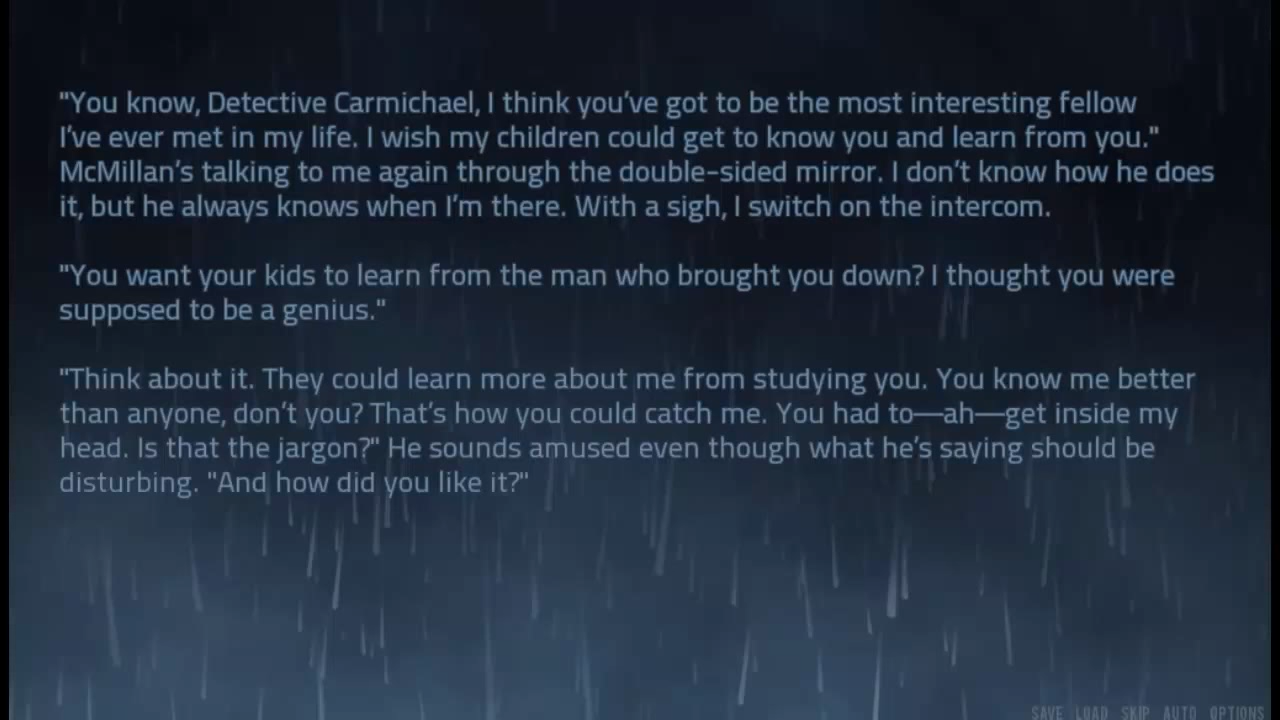 "You know, Detective Carmichael, I think you've got to be the most interesting fellow
I've ever met in my life. I wish my children could get to know you and learn from you."
McMillan's talking to me again through the double-sided mirror. I don't know how he does
it, but he always knows when I'm there. With a sigh, I switch on the intercom.
"You want your kids to learn from the man who brought you down? I thought you were
supposed to be a genius."
"Think about it. They could learn more about me from studying you. You know me better
than anyone, don't you? That's how you could catch me. You had to—ah—get inside my
head. Is that the jargon?" He sounds amused even though what he's saying should be
disturbing. "And how did you like it?"
SAVE LOAD SKIP AUTO OPTIONS